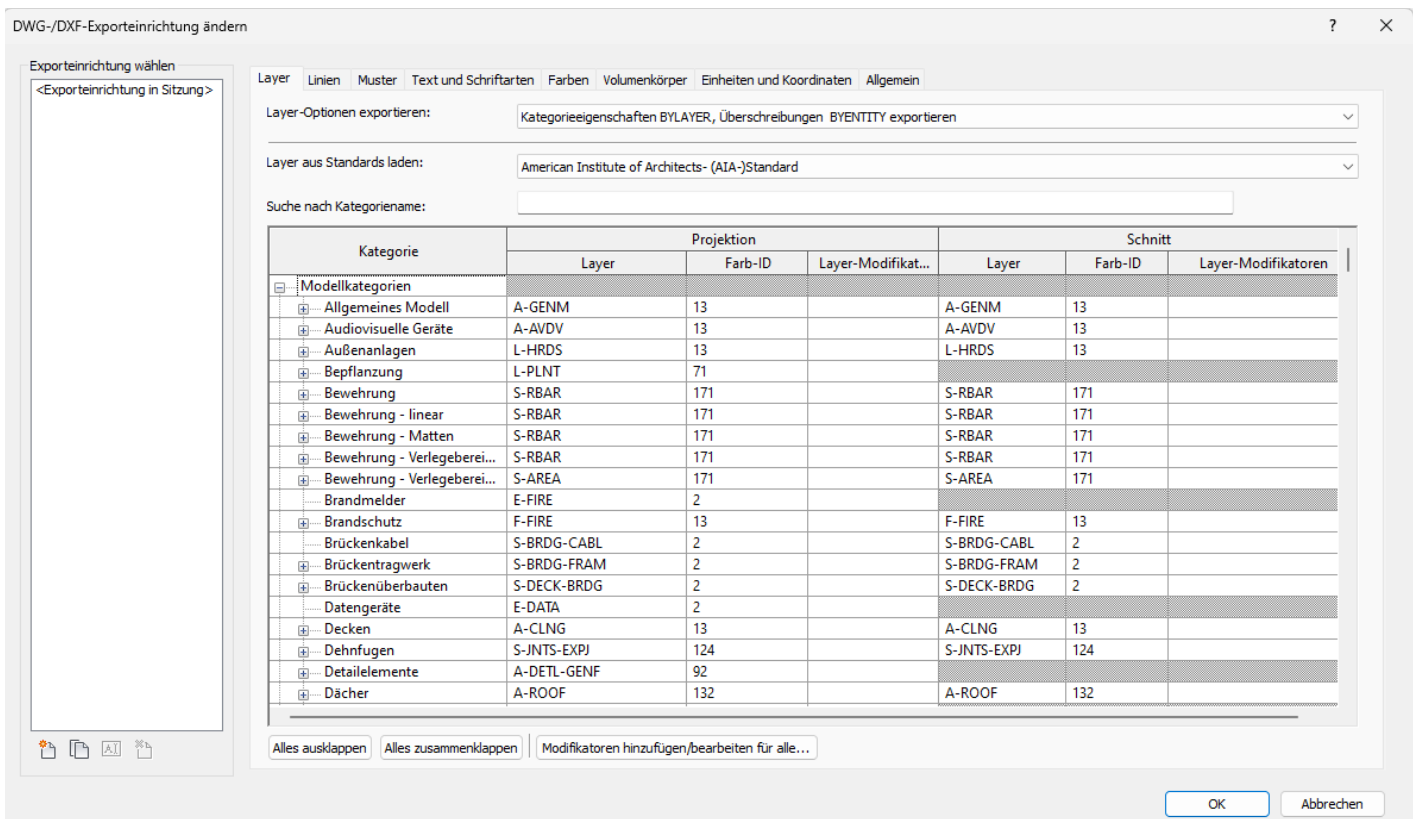 DWG-/DXF-Exporteinrichtung ändern
?
Exporteinrichtung wählen
<Exporteinrichtung in Sitzung>
Layer Linien Muster Text und Schriftarten Farben Volumenkörper Einheiten und Koordinaten Allgemein
Layer-Optionen exportieren: Kategorieeigenschaften BYLAYER, Überschreibungen BYENTITY exportieren
Layer aus Standards laden: American Institute of Architects- (AIA-)Standard
Suche nach Kategoriename:
Kategorie Projektion Schnitt
Layer Farb-ID Layer-Modifikat... Layer Farb-ID Layer-Modifikatoren
Modellkategorien
Allgemeines Modell A-GENM 13 A-GENM 13
Audiovisuelle Geräte A-AVDV 13 A-AVDV 13
Außenanlagen L-HRDS 13 L-HRDS 13
Bepflanzung L-PLNT 71
Bewehrung S-RBAR 171 S-RBAR 171
Bewehrung - linear S-RBAR 171 S-RBAR 171
Bewehrung - Matten S-RBAR 171 S-RBAR 171
Bewehrung - Verlegeberei... S-RBAR 171 S-RBAR 171
Bewehrung - Verlegeberei... S-AREA 171 S-AREA 171
Brandmelder E-FIRE 2
Brandschutz F-FIRE 13 F-FIRE 13
Brückenkabel S-BRDG-CABL 2 S-BRDG-CABL 2
Brückentragwerk S-BRDG-FRAM 2 S-BRDG-FRAM 2
Brückenüberbauten S-DECK-BRDG 2 S-DECK-BRDG 2
Datengeräte E-DATA 2
Decken A-CLNG 13 A-CLNG 13
Dehnfugen S-JNTS-EXPJ 124 S-JNTS-EXPJ 124
Detailelemente A-DETL-GENF 92
Dächer A-ROOF 132 A-ROOF 132
AI
Alles ausklappen Alles zusammenklappen Modifikatoren hinzufügen/bearbeiten für alle...
OK Abbrechen